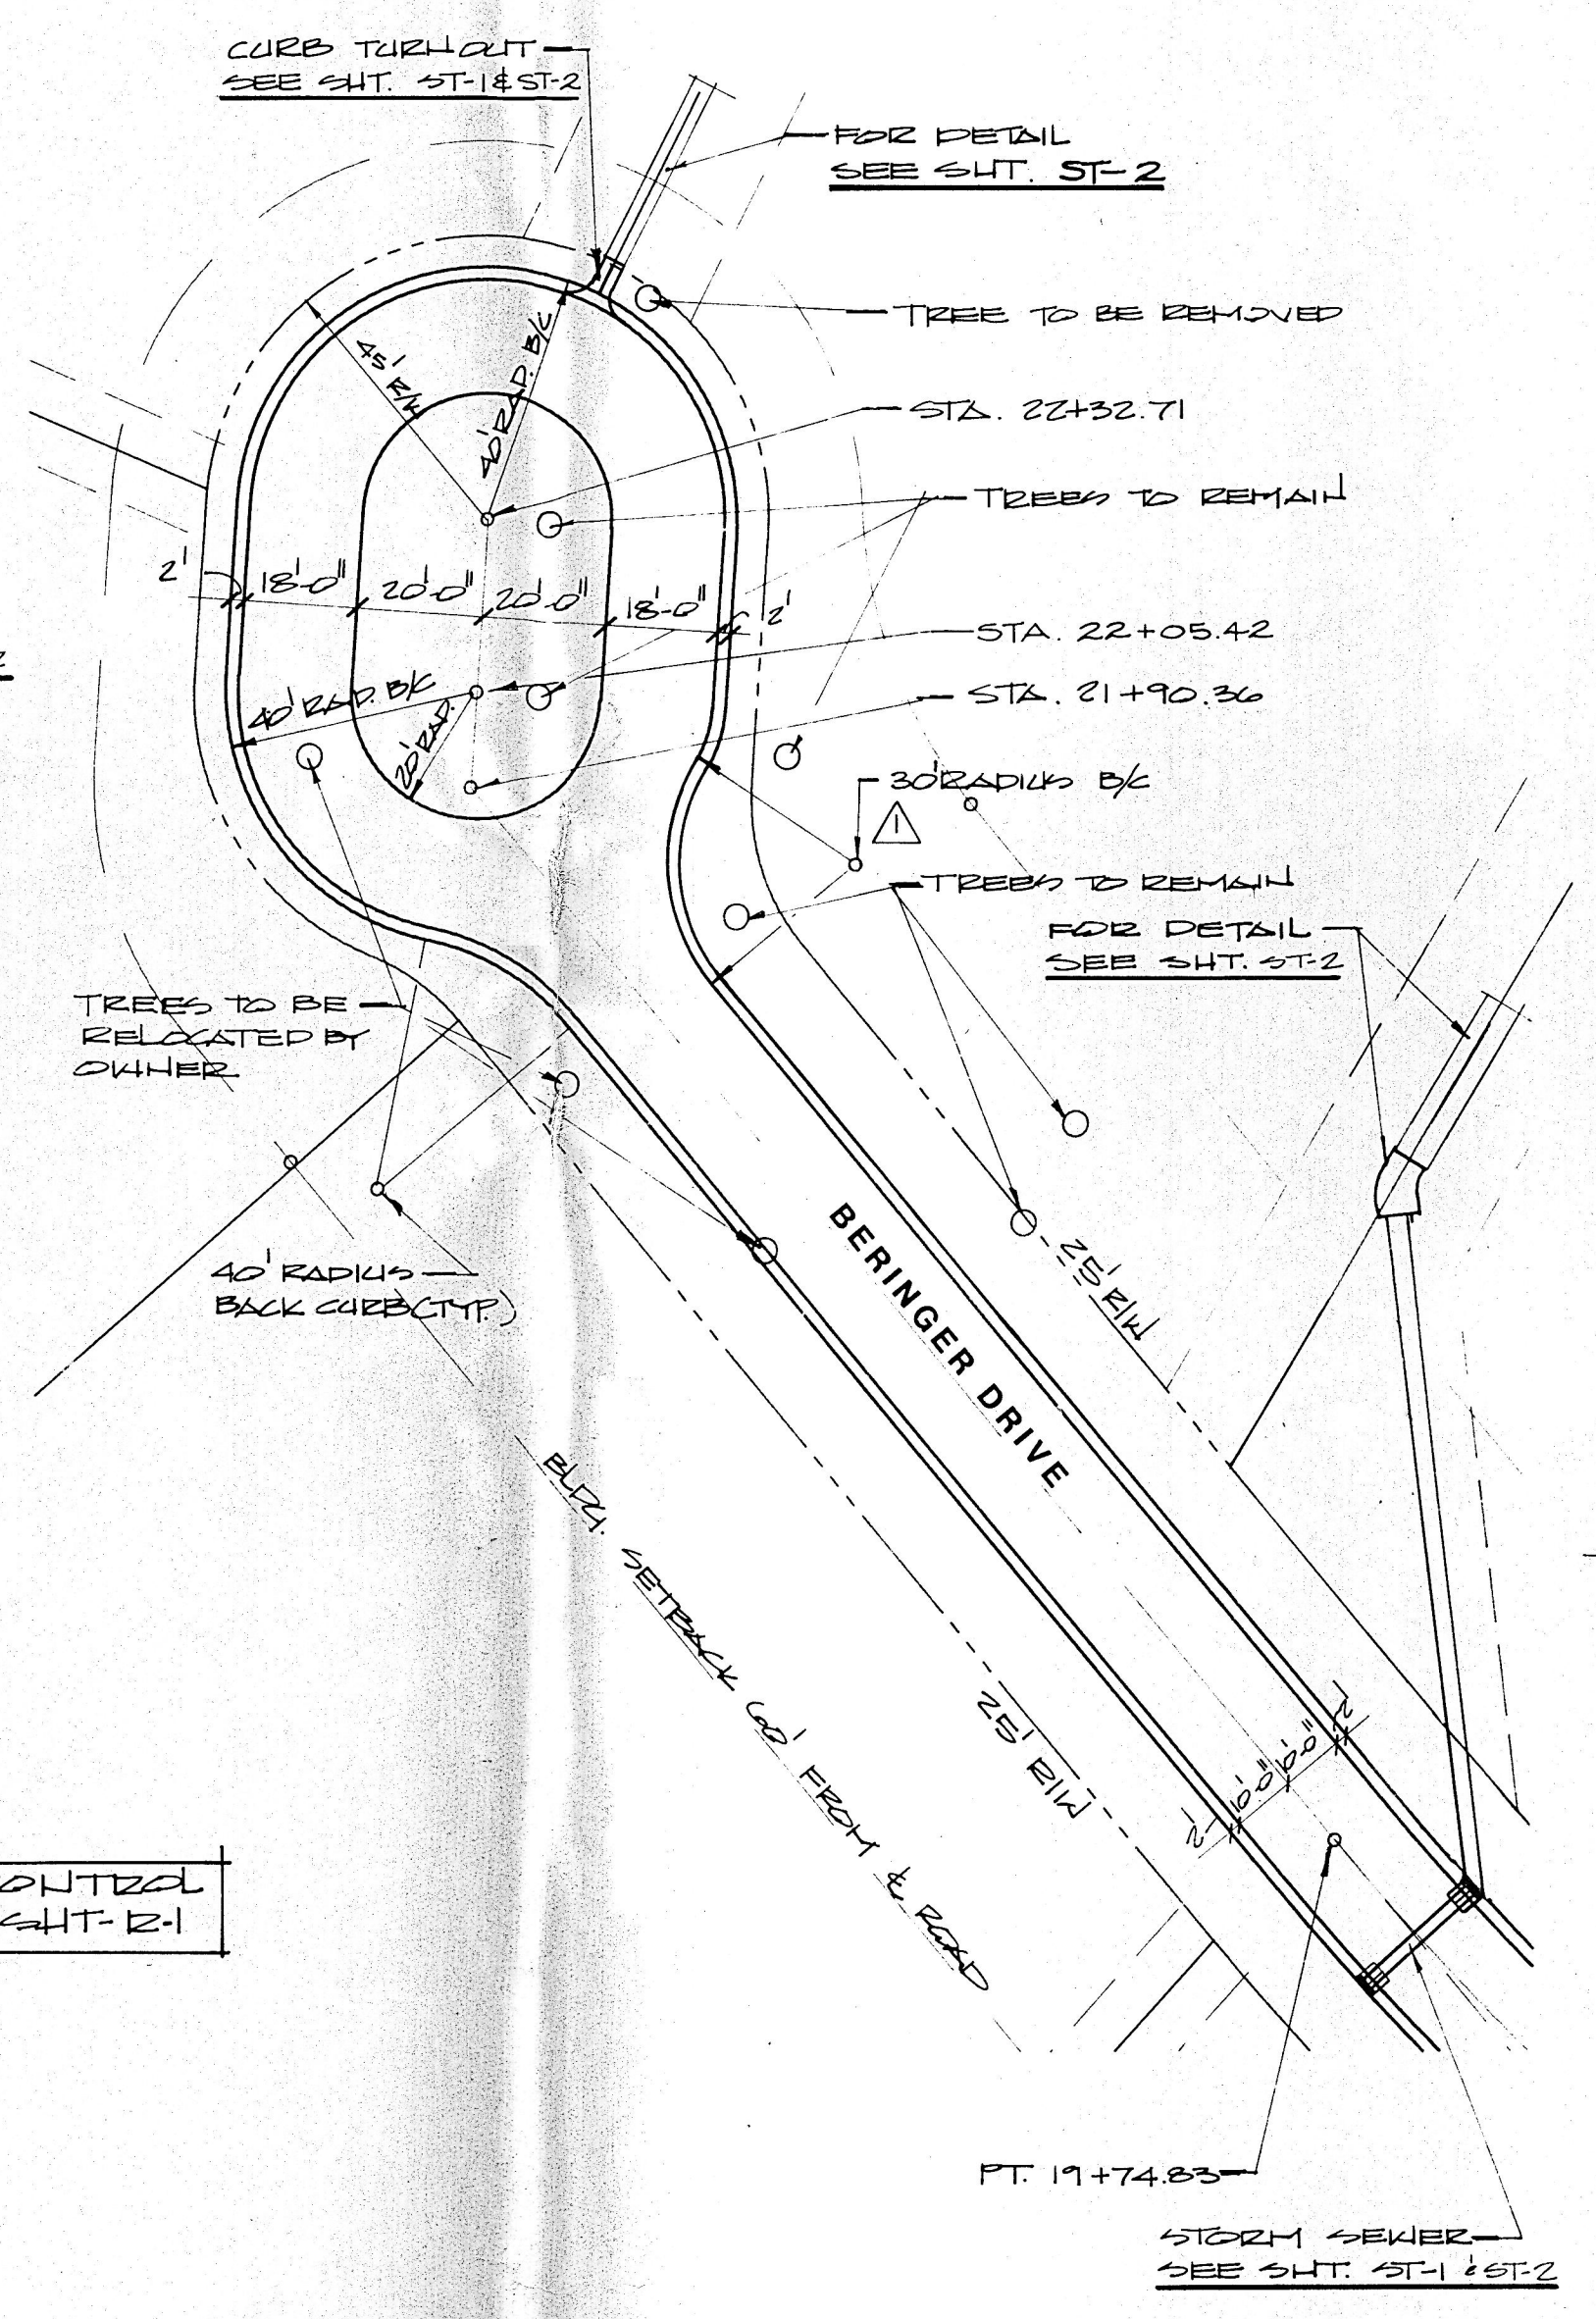 CURB TURNOUT
SEE SHT. ST-1 & ST-2
FOR DETAIL
SEE SHT. ST-2
TREE TO BE REMOVED
45' R/W
40' RAD. B/C
STA. 22+32.71
TREES TO REMAIN
2'
18'-0"
20'-0"
20'-0"
18'-0"
2'
STA. 22+05.42
STA. 21+90.36
40' RAD. B/C
20' RAD.
30' RADIUS B/C
1
TREES TO REMAIN
FOR DETAIL
SEE SHT. ST-2
TREES TO BE
RELOCATED BY
OWNER
40' RADIUS
BACK CURB (TYP.)
BERINGER DRIVE
25' R/W
BLDG. SETBACK 60' FROM ℄ ROAD
25' R/W
2'
10'-0"
10'-0"
2'
ONTROL
SHT-R-1
PT. 19+74.83
STORM SEWER
SEE SHT. ST-1 & ST-2